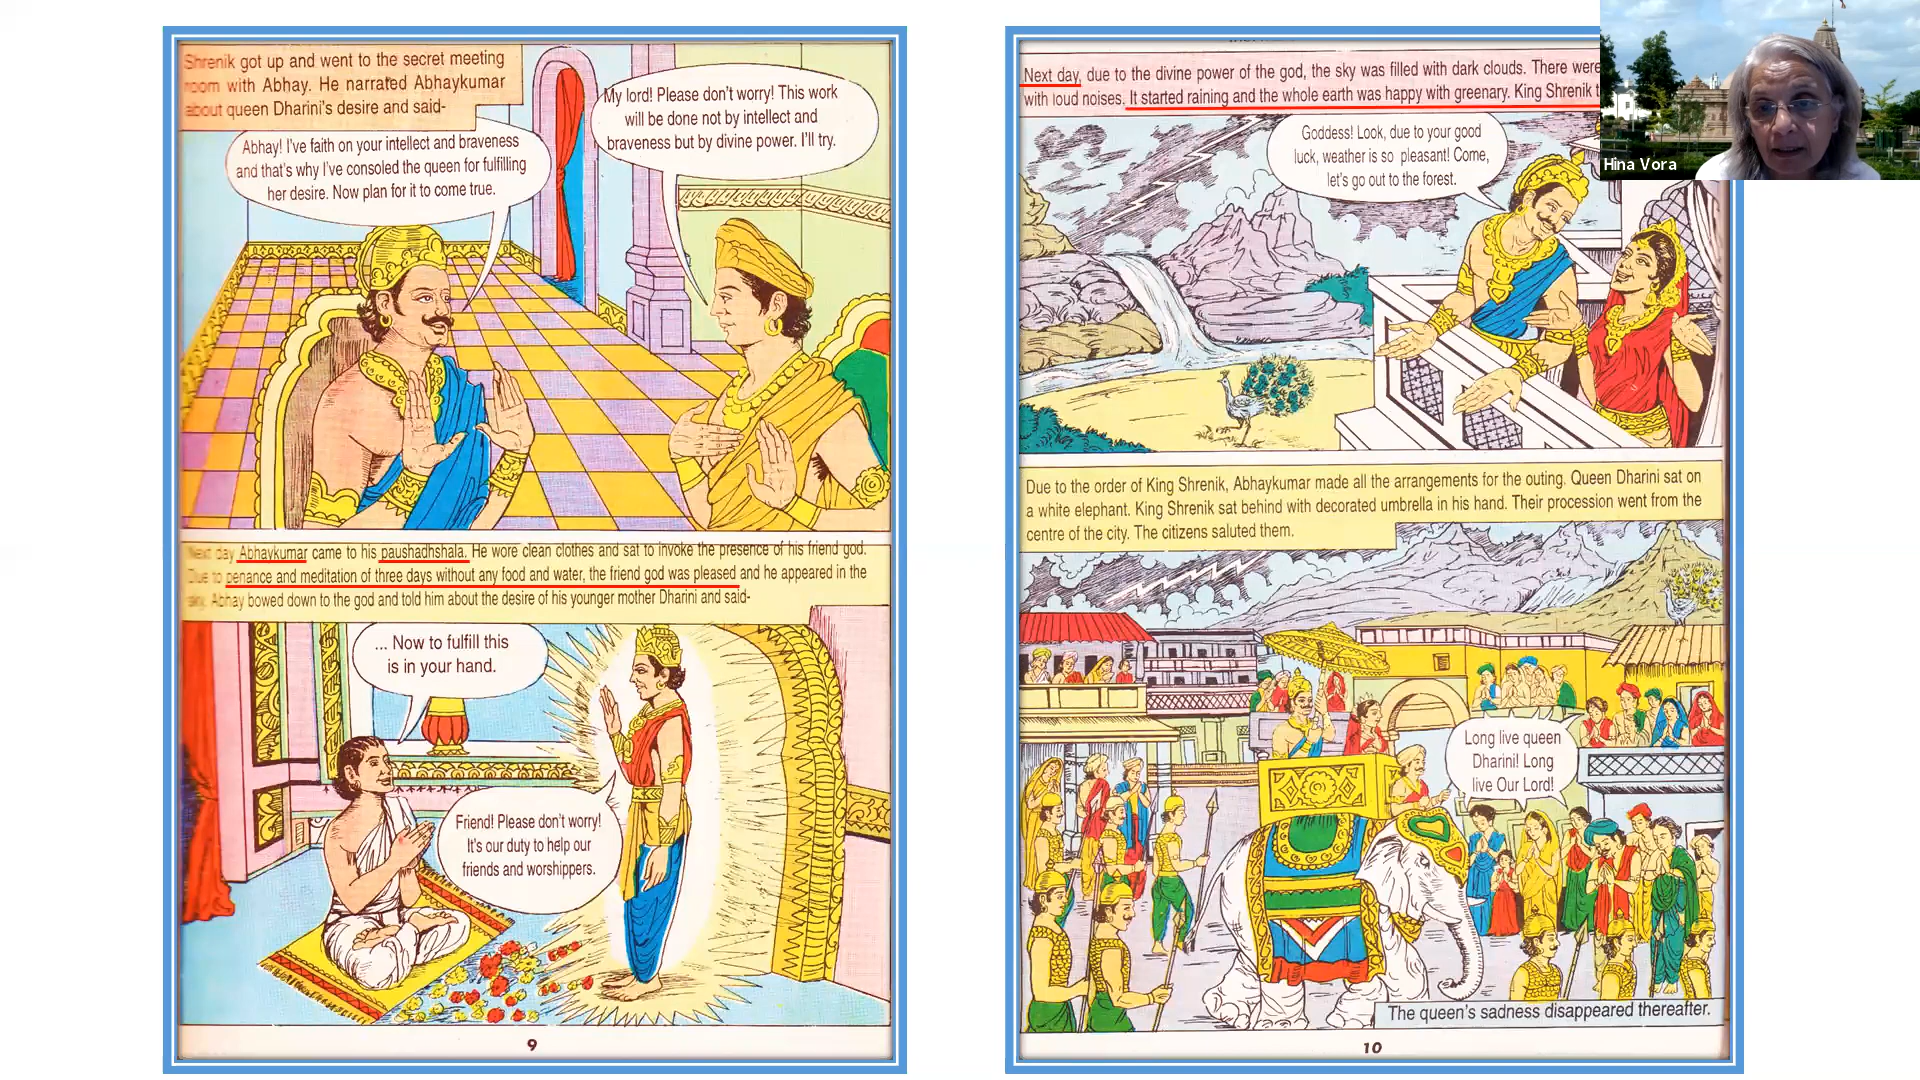 Shrenik got up and went to the secret meeting
room with Abhay. He narrated Abhaykumar
about queen Dharini's desire and said-
Abhay! I've faith on your intellect and braveness
and that's why I've consoled the queen for fulfilling
her desire. Now plan for it to come true.
My lord! Please don't worry! This work
will be done not by intellect and
braveness but by divine power. I'll try.
Next day Abhaykumar came to his paushadhshala. He wore clean clothes and sat to invoke the presence of his friend god.
Due to penance and meditation of three days without any food and water, the friend god was pleased and he appeared in the
sky. Abhay bowed down to the god and told him about the desire of his younger mother Dharini and said-
... Now to fulfill this
is in your hand.
Friend! Please don't worry!
It's our duty to help our
friends and worshippers.
9
Next day, due to the divine power of the god, the sky was filled with dark clouds. There were
with loud noises. It started raining and the whole earth was happy with greenary. King Shrenik
Goddess! Look, due to your good
luck, weather is so pleasant! Come,
let's go out to the forest.
Due to the order of King Shrenik, Abhaykumar made all the arrangements for the outing. Queen Dharini sat on
a white elephant. King Shrenik sat behind with decorated umbrella in his hand. Their procession went from the
centre of the city. The citizens saluted them.
Long live queen
Dharini! Long
live Our Lord!
The queen's sadness disappeared thereafter.
10
Hina Vora